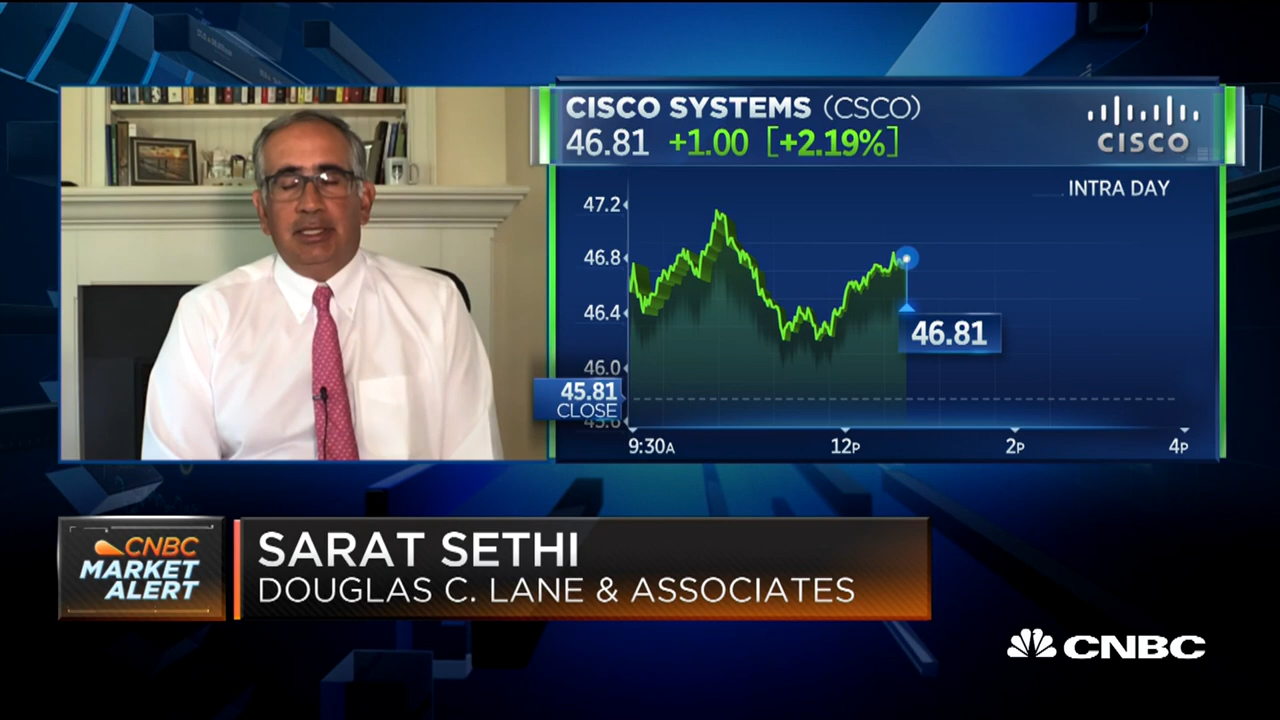 CISCO SYSTEMS (CSCO)
46.81 +1.00 [+2.19%]
CISCO
INTRA DAY
47.2
46.8
46.4
46.0
45.6
46.81
45.81
CLOSE
9:30A
12P
2P
4P
CNBC
MARKET
ALERT
SARAT SETHI
DOUGLAS C. LANE & ASSOCIATES
CNBC